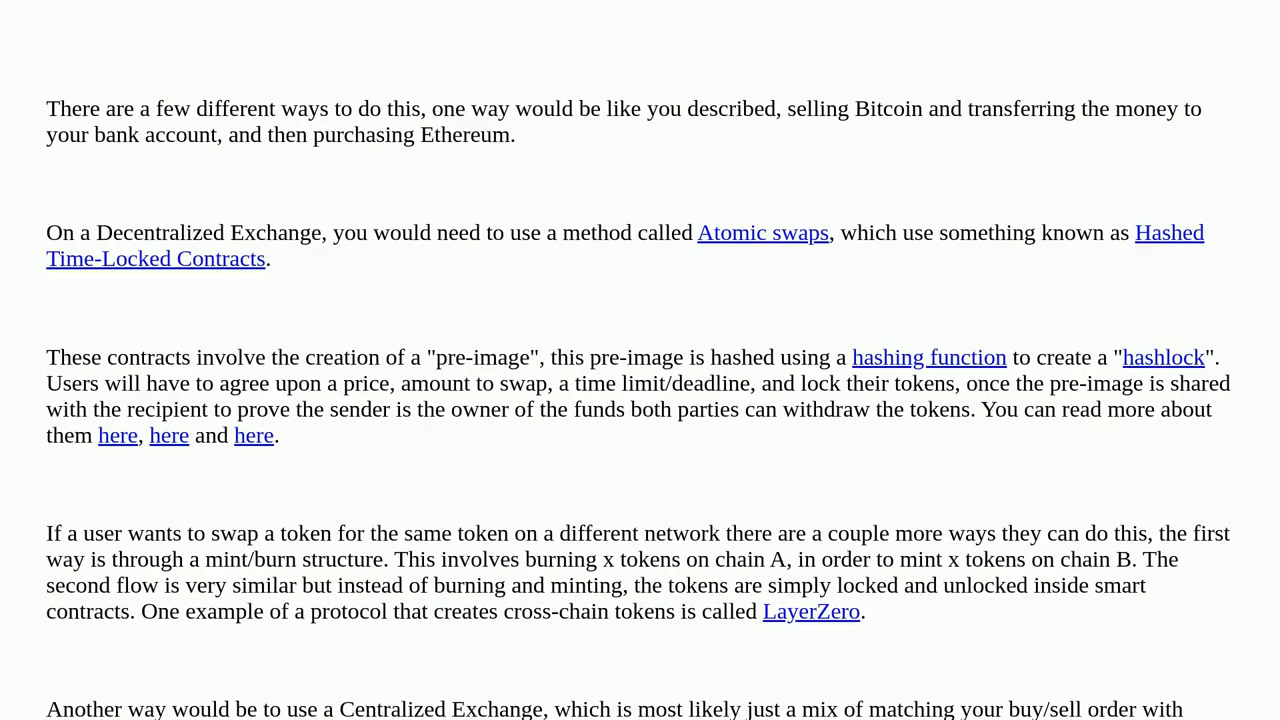 There are a few different ways to do this, one way would be like you described, selling Bitcoin and transferring the money to
your bank account, and then purchasing Ethereum.
On a Decentralized Exchange, you would need to use a method called Atomic swaps, which use something known as Hashed
Time-Locked Contracts.
These contracts involve the creation of a "pre-image", this pre-image is hashed using a hashing function to create a "hashlock".
Users will have to agree upon a price, amount to swap, a time limit/deadline, and lock their tokens, once the pre-image is shared
with the recipient to prove the sender is the owner of the funds both parties can withdraw the tokens. You can read more about
them here, here and here.
If a user wants to swap a token for the same token on a different network there are a couple more ways they can do this, the first
way is through a mint/burn structure. This involves burning x tokens on chain A, in order to mint x tokens on chain B. The
second flow is very similar but instead of burning and minting, the tokens are simply locked and unlocked inside smart
contracts. One example of a protocol that creates cross-chain tokens is called LayerZero.
Another way would be to use a Centralized Exchange, which is most likely just a mix of matching your buy/sell order with